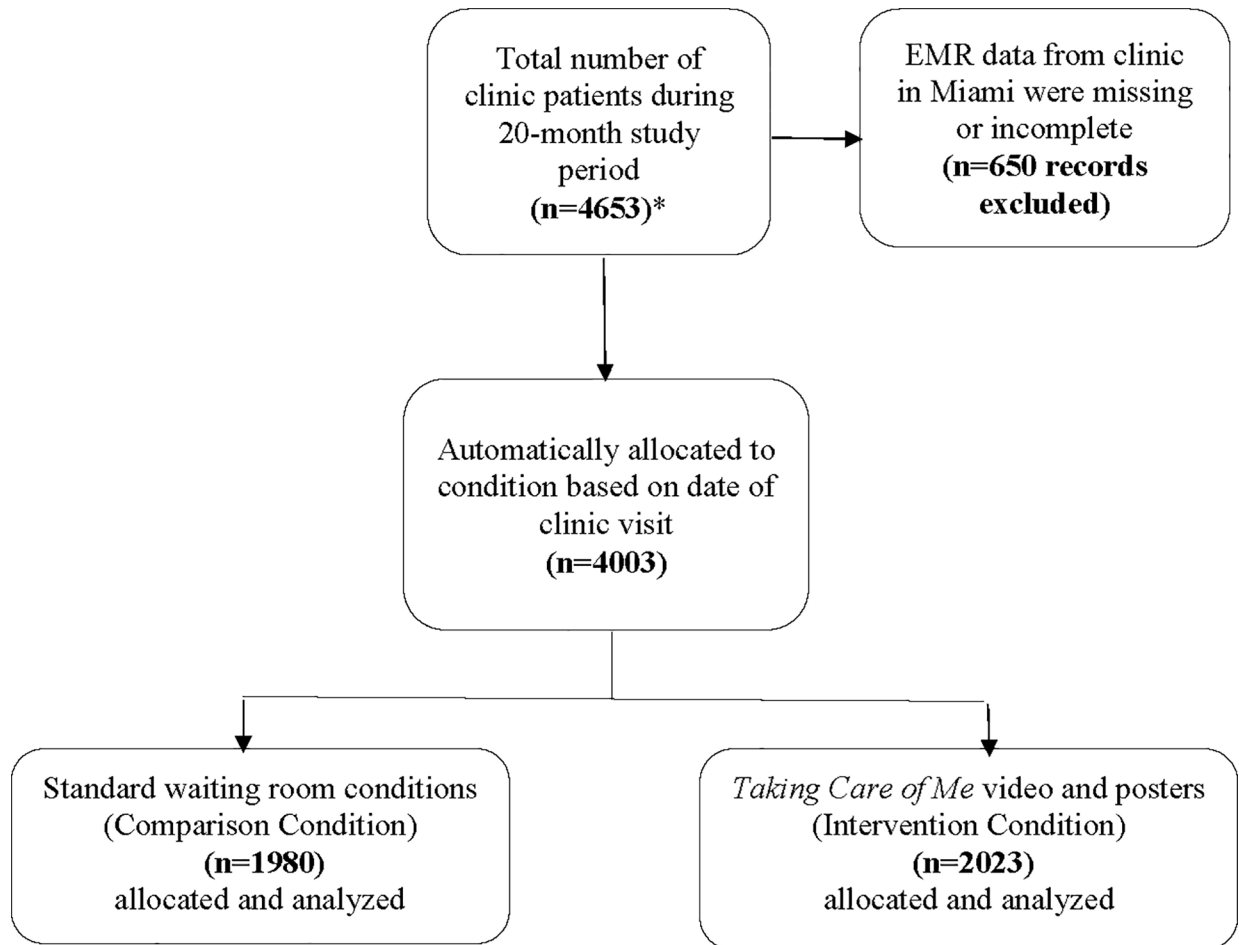 Total number of
clinic patients during
20-month study
period
(n=4653)*
EMR data from clinic
in Miami were missing
or incomplete
(n=650 records
excluded)
Automatically allocated to
condition based on date of
clinic visit
(n=4003)
Standard waiting room conditions
(Comparison Condition)
(n=1980)
allocated and analyzed
Taking Care of Me video and posters
(Intervention Condition)
(n=2023)
allocated and analyzed